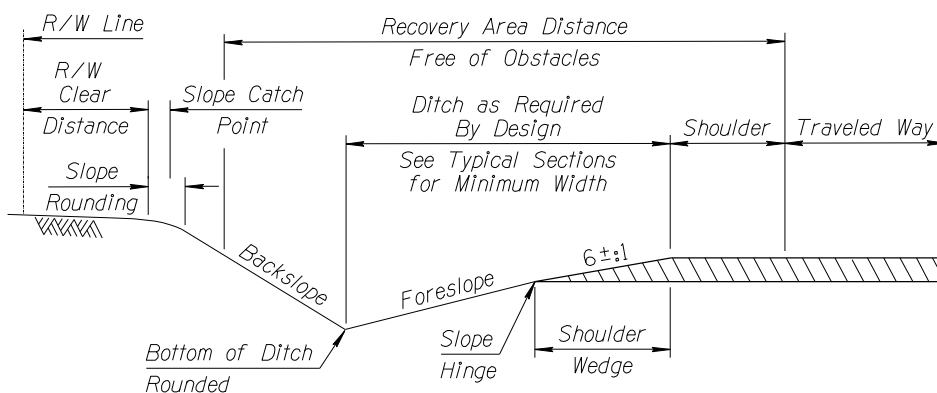 R/W Line
Recovery Area Distance
Free of Obstacles
R/W
Clear
Distance
Slope Catch
Point
Ditch as Required
By Design
See Typical Sections
for Minimum Width
Shoulder
Traveled Way
Slope
Rounding
Backslope
Foreslope
6±:1
Bottom of Ditch
Rounded
Slope
Hinge
Shoulder
Wedge